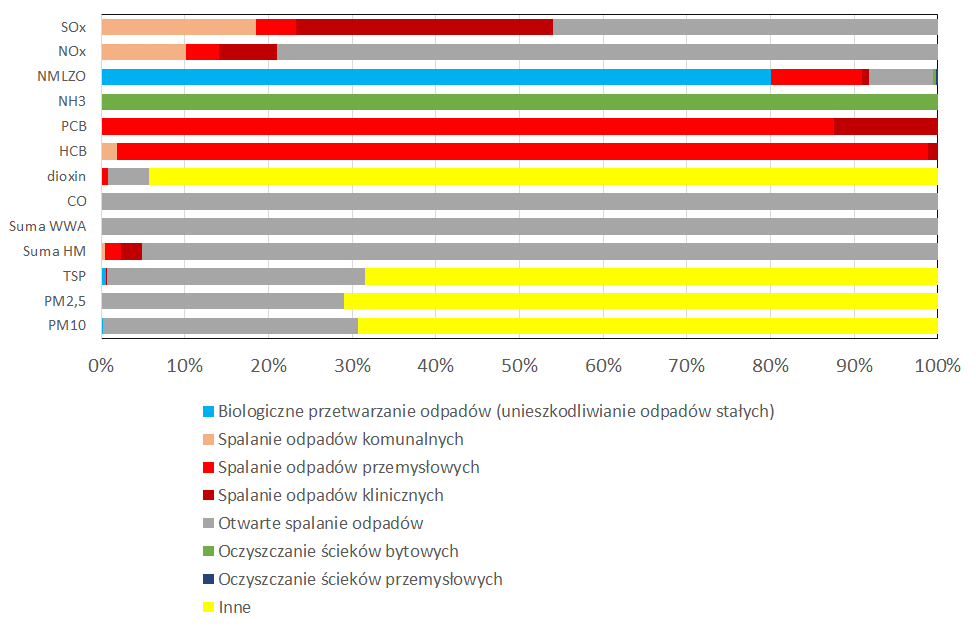 SOx
NOx
NMLZO
NH3
PCB
HCB
dioxin
CO
Suma WWA
Suma HM
TSP
PM2,5
PM10
0% 10% 20% 30% 40% 50% 60% 70% 80% 90% 100%
Biologiczne przetwarzanie odpadów (unieszkodliwianie odpadów stałych)
Spalanie odpadów komunalnych
Spalanie odpadów przemysłowych
Spalanie odpadów klinicznych
Otwarte spalanie odpadów
Oczyszczanie ścieków bytowych
Oczyszczanie ścieków przemysłowych
Inne